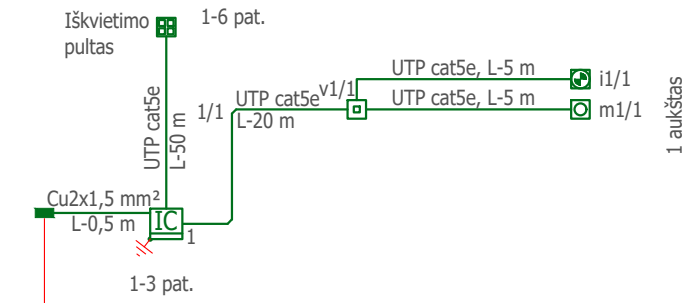 Iškvietimo
pultas
1-6 pat.
UTP cat5e
L-50 m
1/1
UTP cat5e
L-20 m
v1/1
UTP cat5e, L-5 m
i1/1
UTP cat5e, L-5 m
m1/1
1 aukštas
Cu2x1,5 mm²
L-0,5 m
IC
1
1-3 pat.